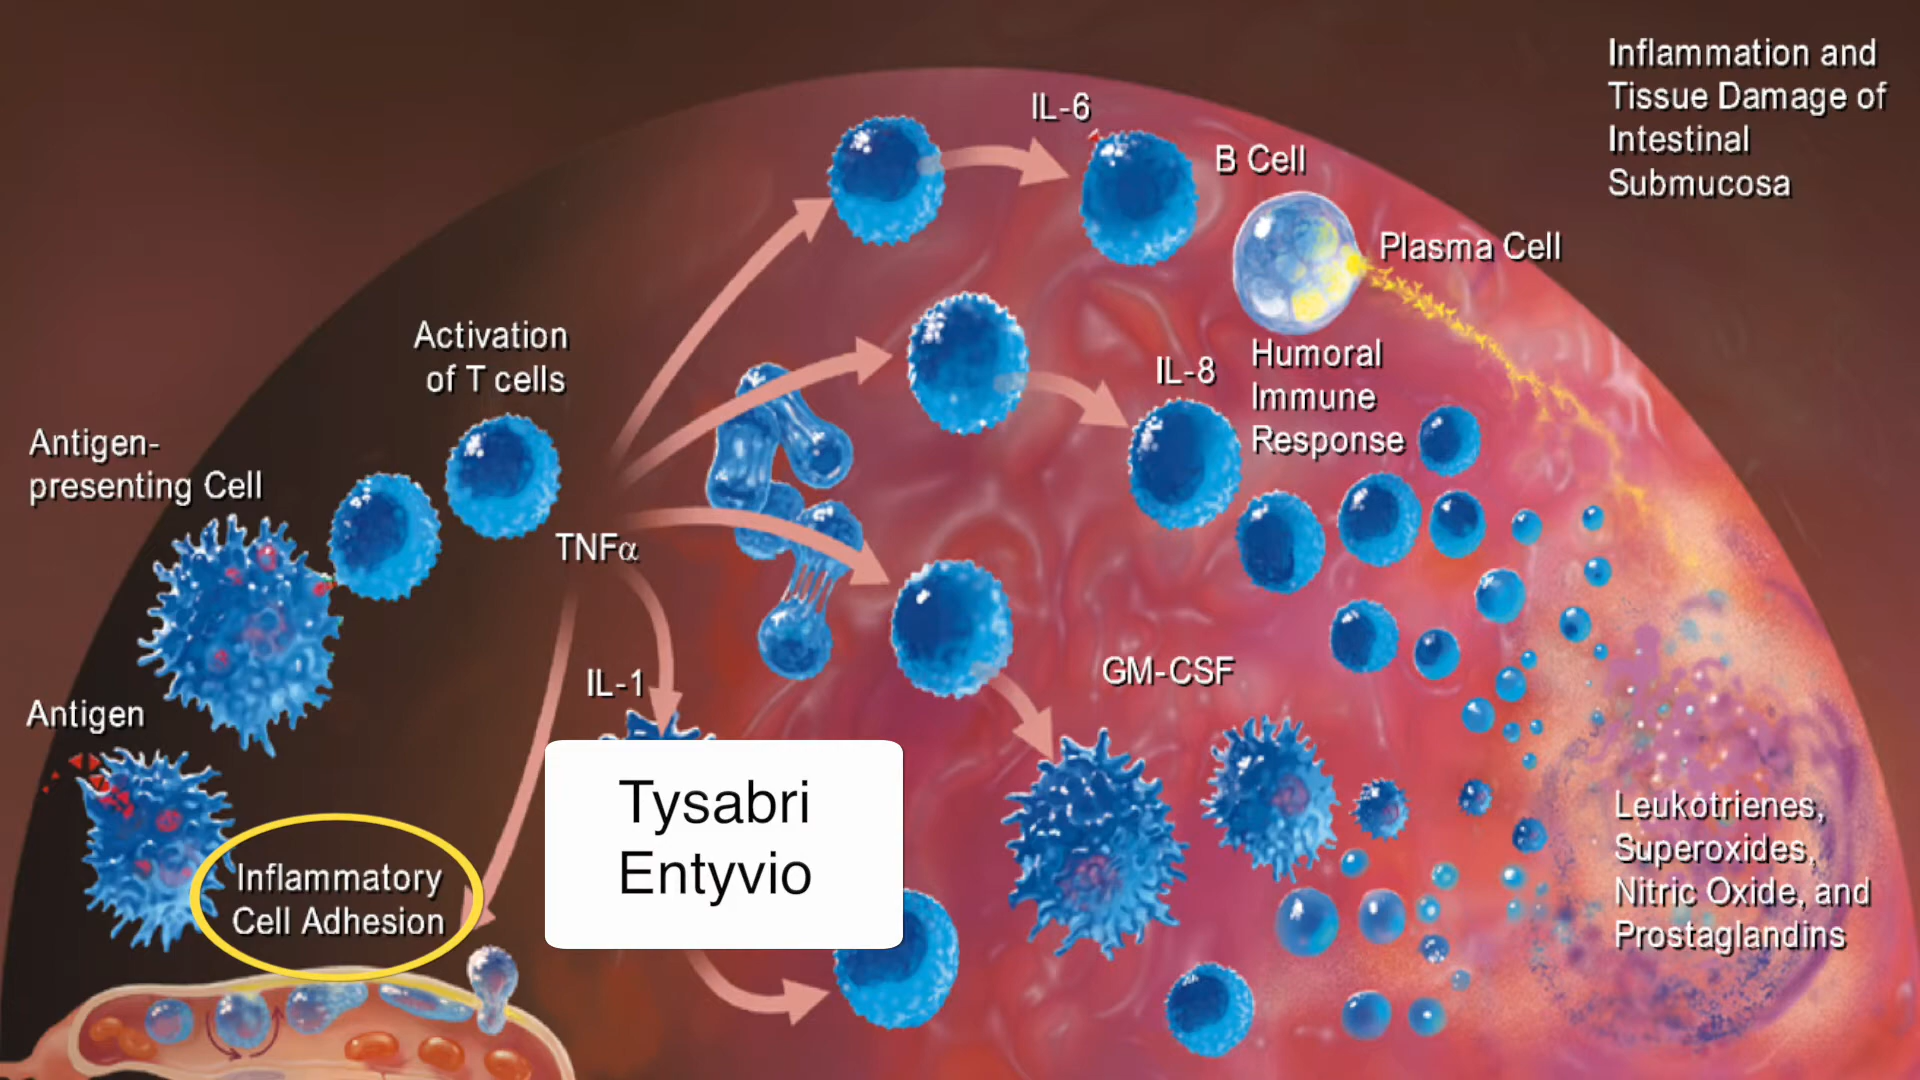 Inflammation and
Tissue Damage of
Intestinal
Submucosa
IL-6
B Cell
Plasma Cell
Activation
of T cells
IL-8
Humoral
Immune
Response
Antigen-
presenting Cell
TNFα
IL-1
GM-CSF
Antigen
Tysabri
Entyvio
Inflammatory
Cell Adhesion
Leukotrienes,
Superoxides,
Nitric Oxide, and
Prostaglandins